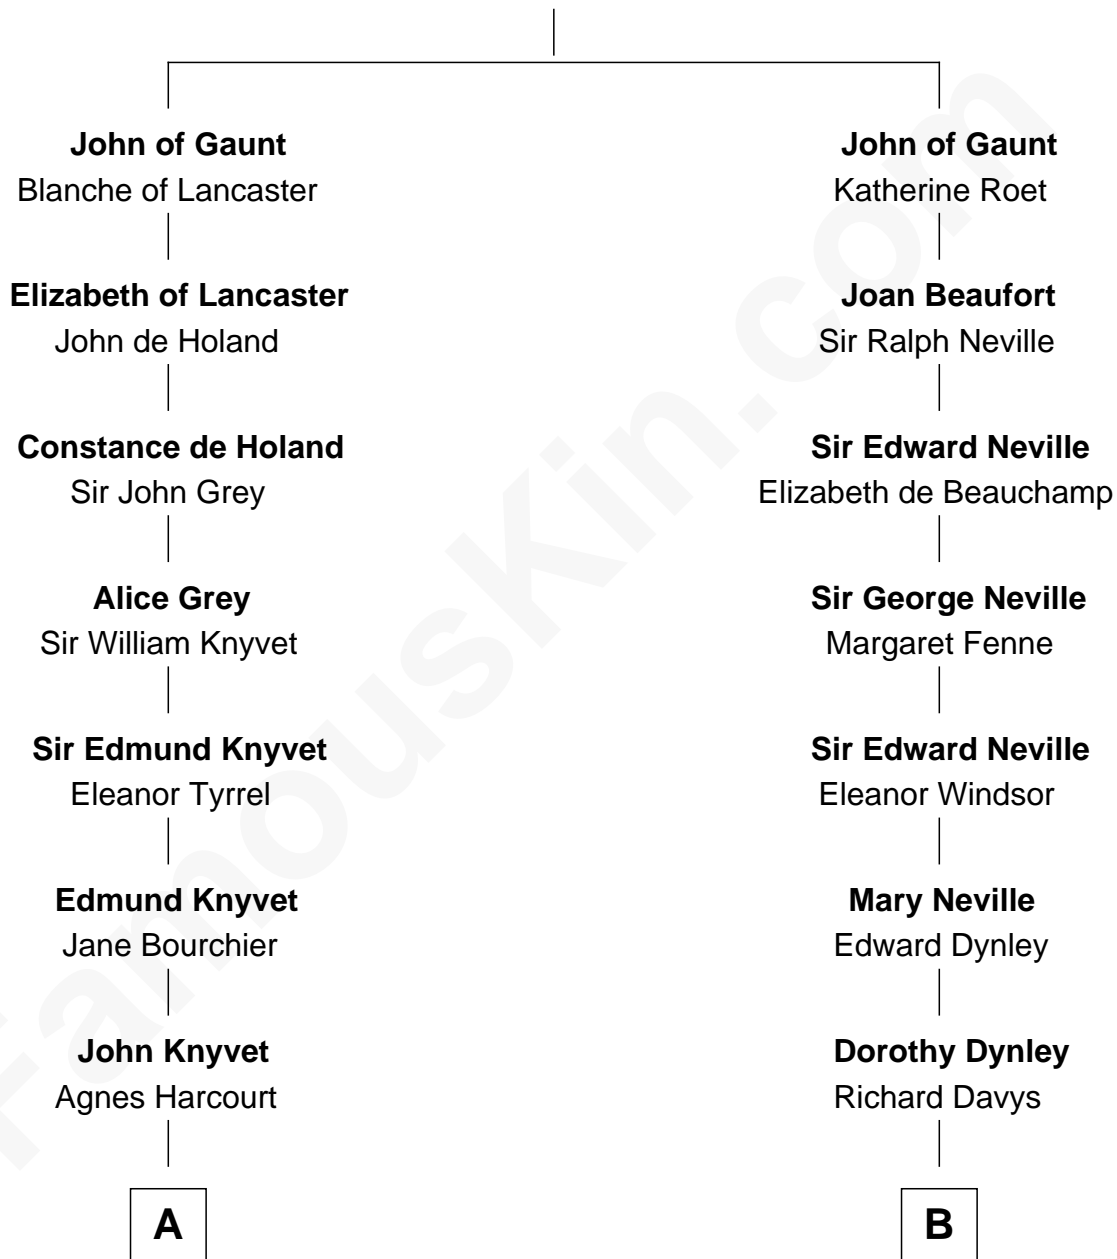 John of Gaunt
Blanche of Lancaster
Elizabeth of Lancaster
John de Holand
Constance de Holand
Sir John Grey
Alice Grey
Sir William Knyvet
Sir Edmund Knyvet
Eleanor Tyrrel
Edmund Knyvet
Jane Bourchier
John Knyvet
Agnes Harcourt
A
John of Gaunt
Katherine Roet
Joan Beaufort
Sir Ralph Neville
Sir Edward Neville
Elizabeth de Beauchamp
Sir George Neville
Margaret Fenne
Sir Edward Neville
Eleanor Windsor
Mary Neville
Edward Dynley
Dorothy Dynley
Richard Davys
B
FamousKin.com